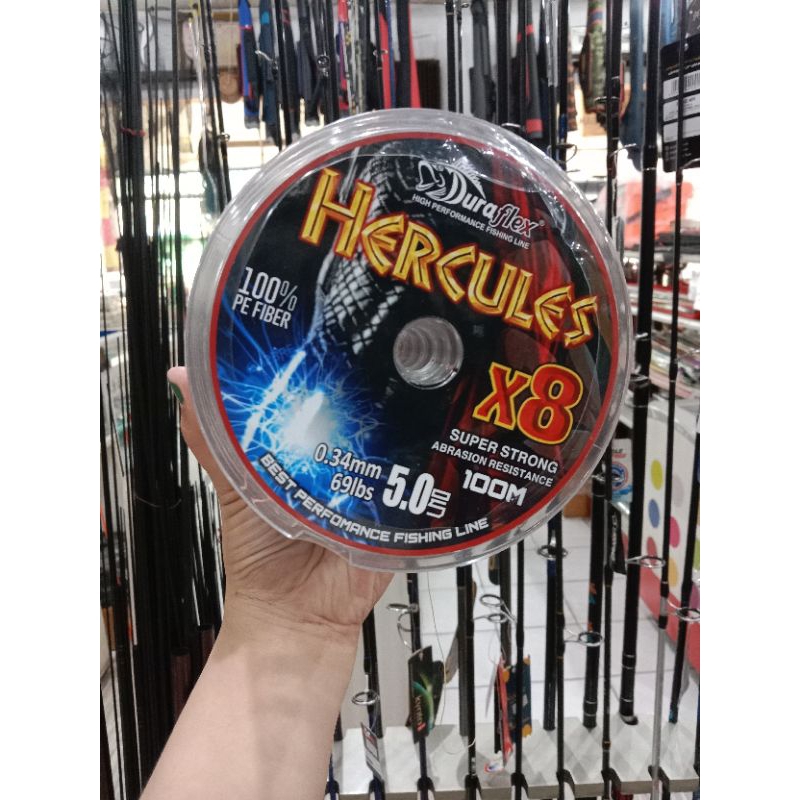 Duraflex®
HIGH PERFORMANCE FISHING LINE
HERCULES
100%
PE FIBER
X8
SUPER STRONG
ABRASION RESISTANCE
100M
0.34mm
69lbs
5.0号
BEST PERFOMANCE FISHING LINE